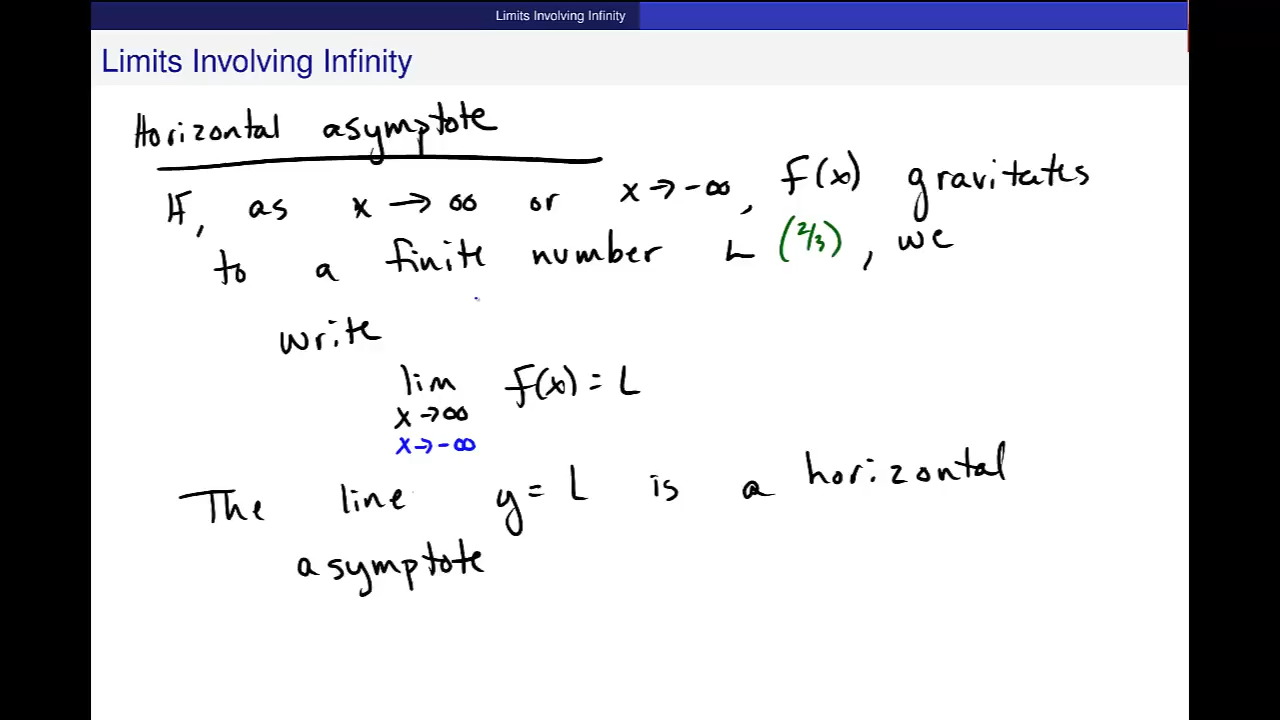 Limits Involving Infinity
Limits Involving Infinity
Horizontal asymptote
If, as x → ∞ or x → -∞, f(x) gravitates
to a finite number L (2/3), we
write
lim f(x) = L
x → ∞
x → -∞
The line y = L is a horizontal
asymptote